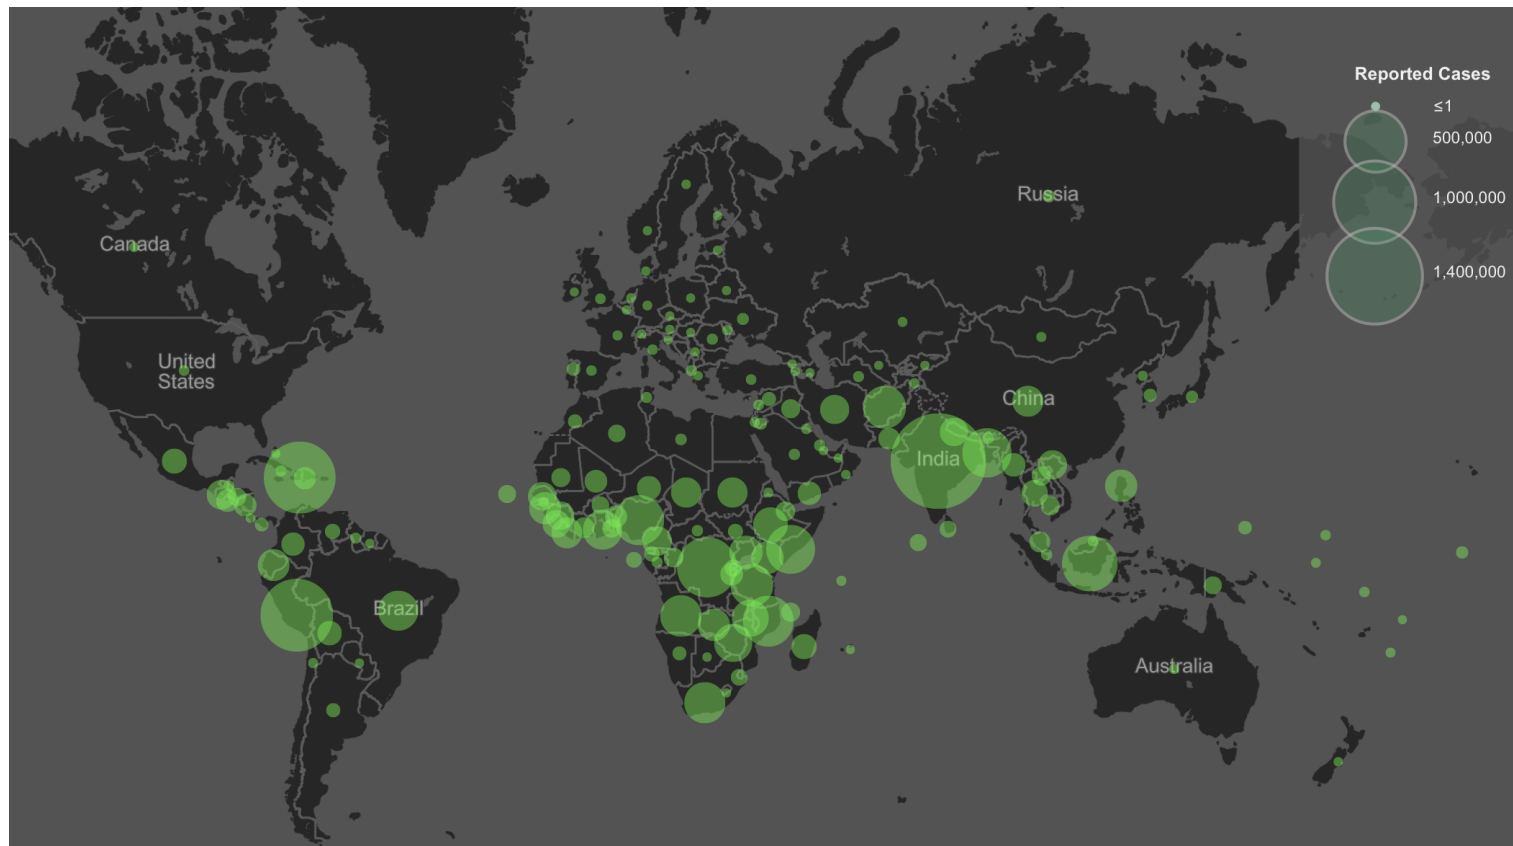 Reported Cases
≤1
500,000
1,000,000
1,400,000
Russia
Canada
United
States
China
India
Brazil
Australia